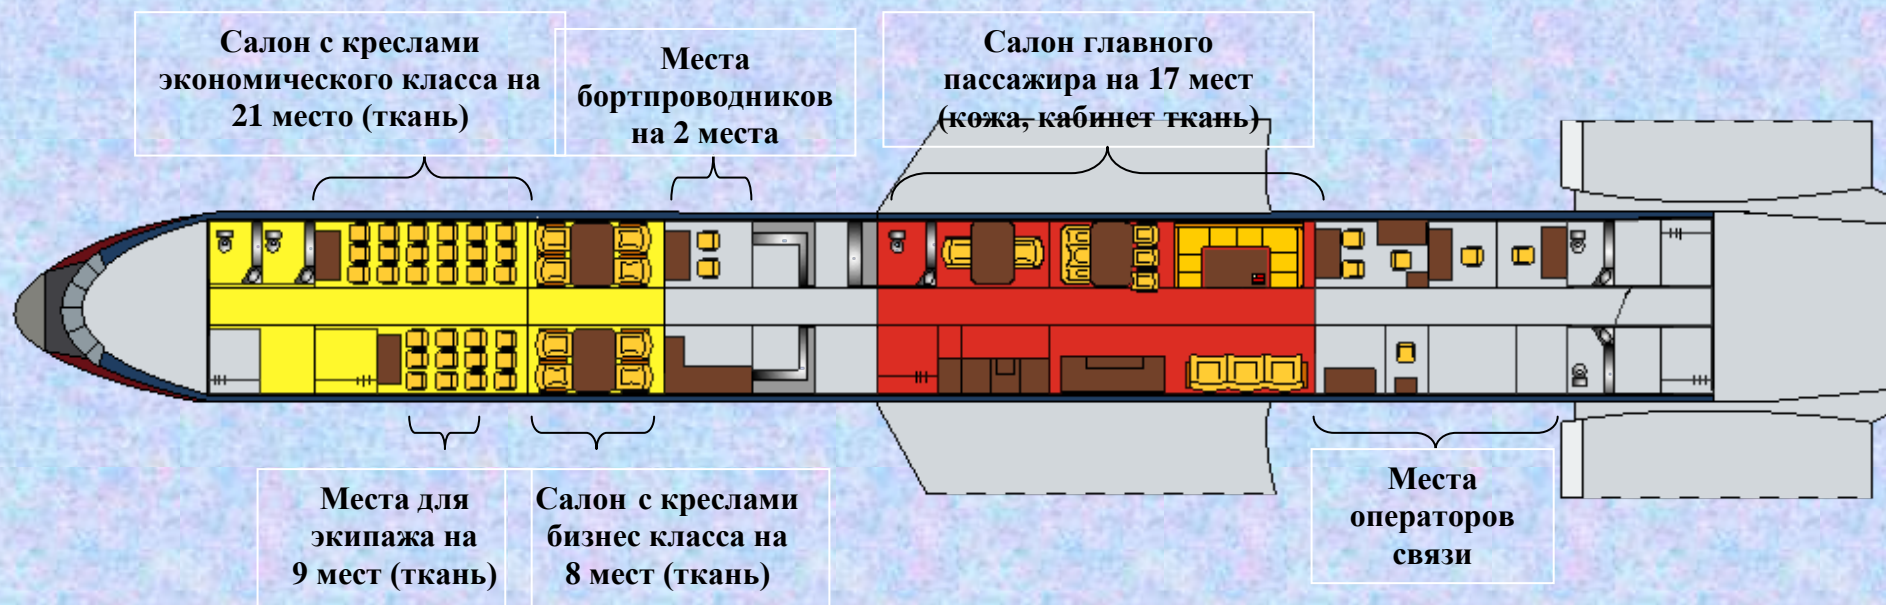 Салон с креслами
экономического класса на
21 место (ткань)
Места
бортпроводников
на 2 места
Салон главного
пассажира на 17 мест
(кожа, кабинет ткань)
Места для
экипажа на
9 мест (ткань)
Салон с креслами
бизнес класса на
8 мест (ткань)
Места
операторов
связи